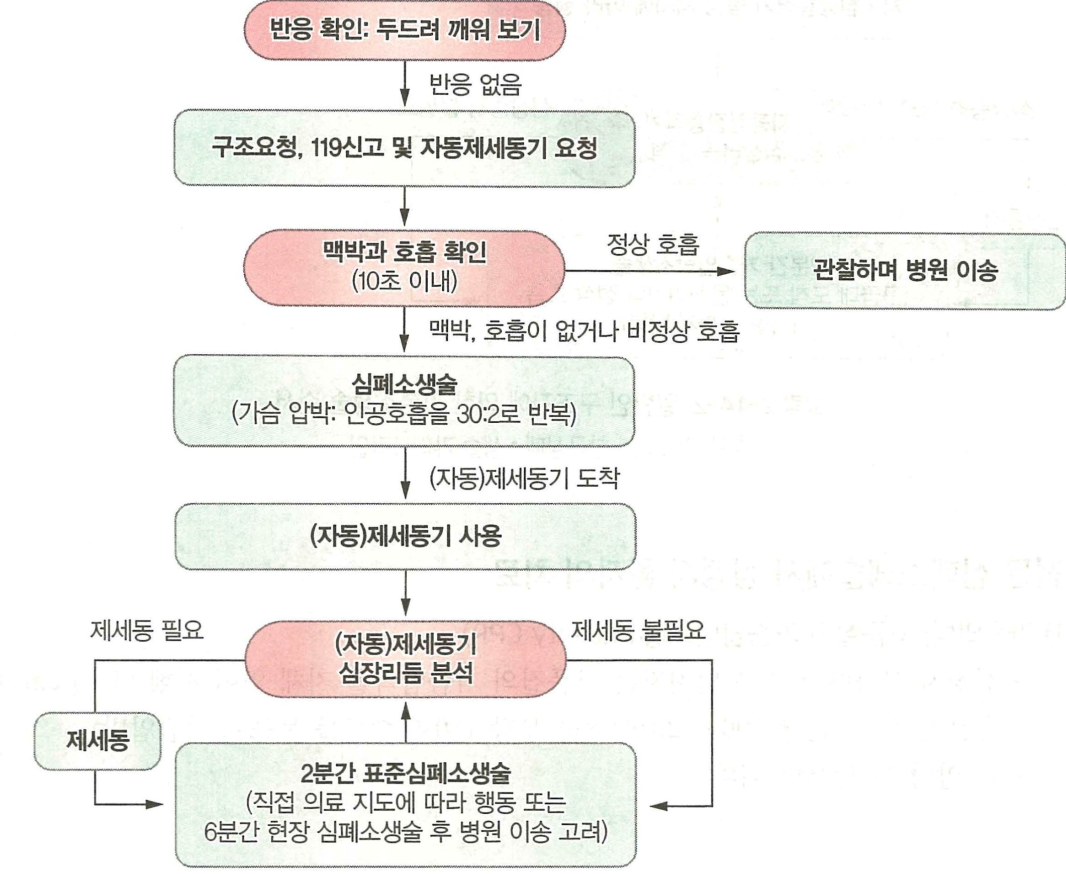 반응 확인: 두드려 깨워 보기
반응 없음
구조요청, 119신고 및 자동제세동기 요청
맥박과 호흡 확인
(10초 이내)
정상 호흡
관찰하며 병원 이송
맥박, 호흡이 없거나 비정상 호흡
심폐소생술
(가슴 압박: 인공호흡을 30:2로 반복)
(자동)제세동기 도착
(자동)제세동기 사용
제세동 필요
(자동)제세동기
심장리듬 분석
제세동 불필요
제세동
2분간 표준심폐소생술
(직접 의료 지도에 따라 행동 또는
6분간 현장 심폐소생술 후 병원 이송 고려)